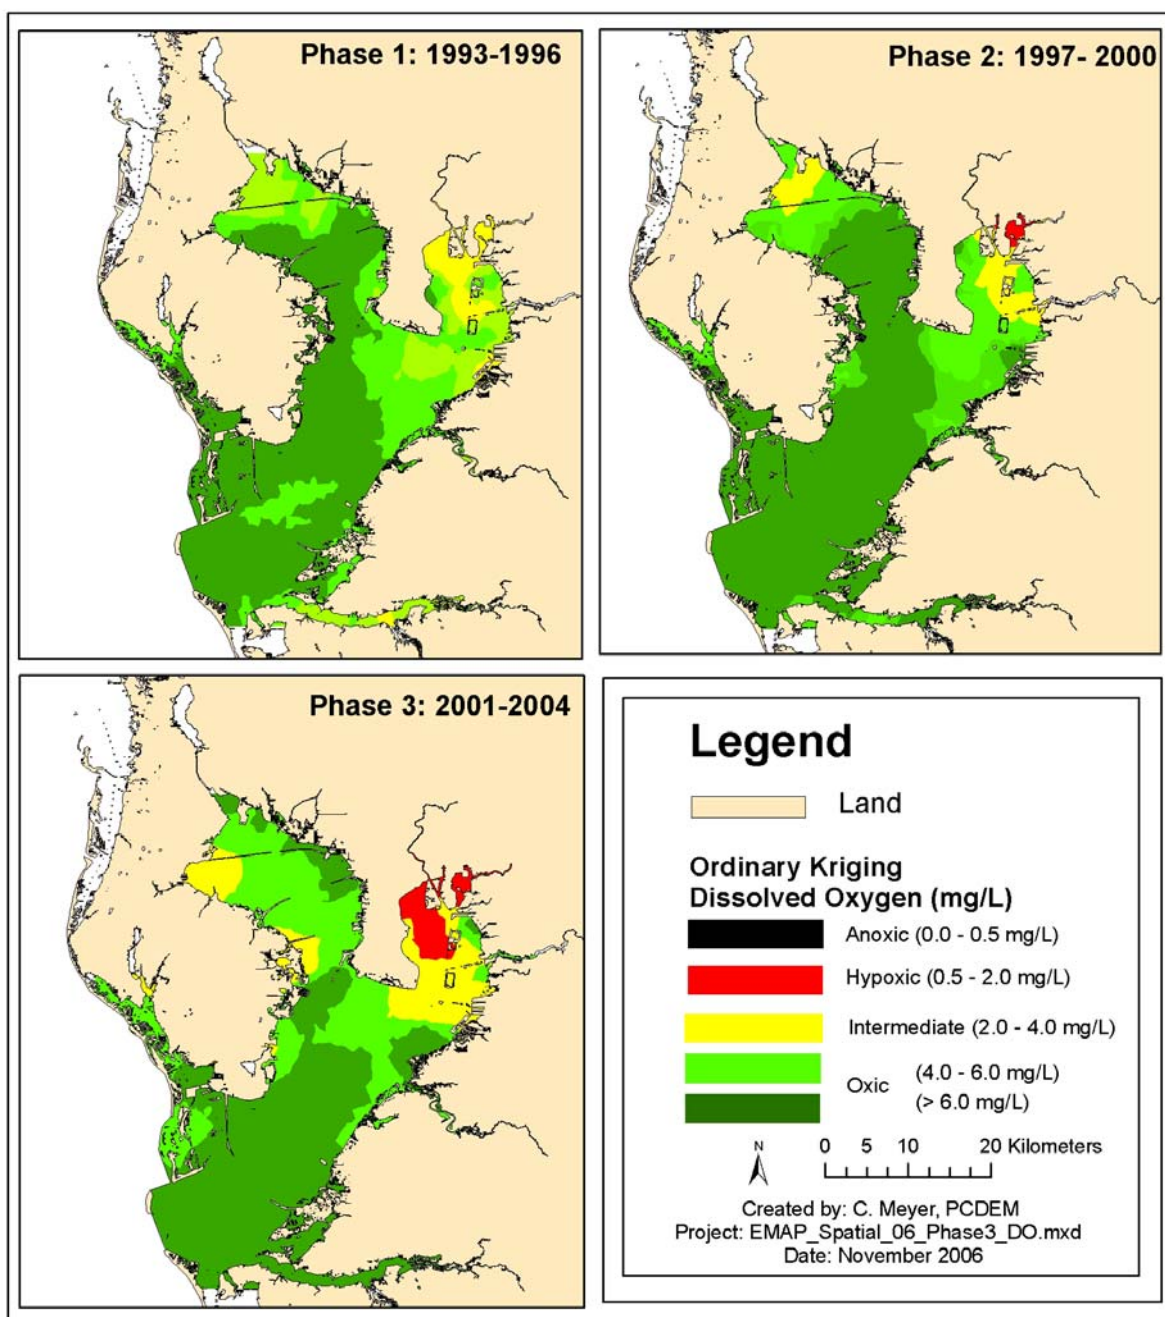 Phase 1: 1993-1996
Phase 2: 1997- 2000
Phase 3: 2001-2004
Legend
Land
Ordinary Kriging
Dissolved Oxygen (mg/L)
Anoxic (0.0 - 0.5 mg/L)
Hypoxic (0.5 - 2.0 mg/L)
Intermediate (2.0 - 4.0 mg/L)
Oxic (4.0 - 6.0 mg/L)
(> 6.0 mg/L)
N
0 5 10 20 Kilometers
Created by: C. Meyer, PCDEM
Project: EMAP_Spatial_06_Phase3_DO.mxd
Date: November 2006